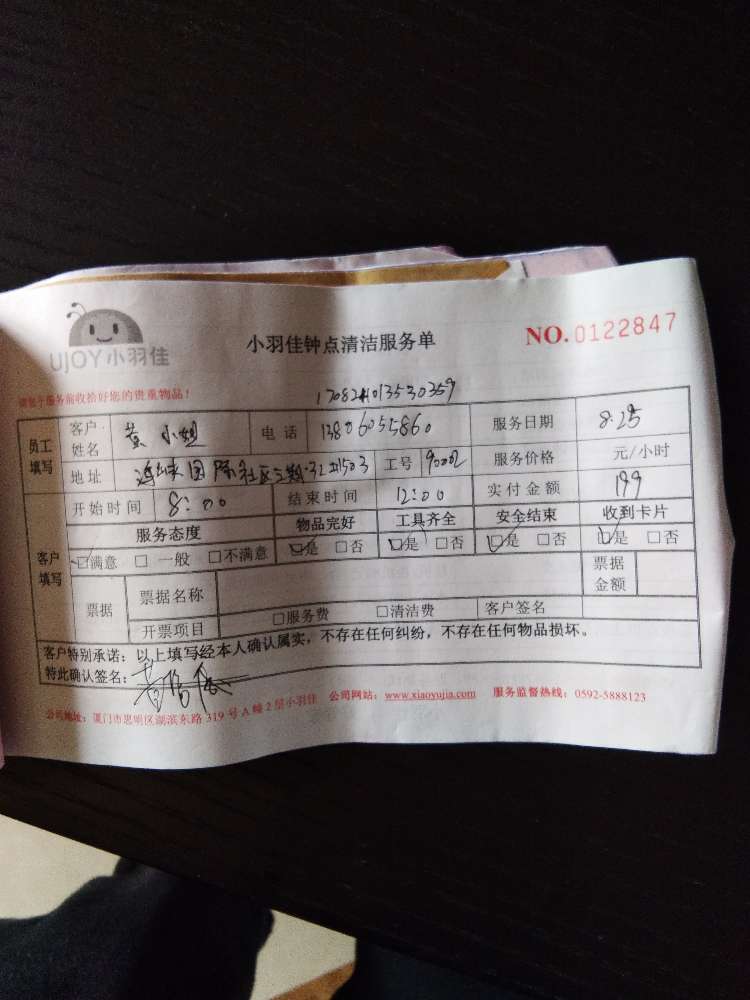 UJOY小羽佳
小羽佳钟点清洁服务单
NO.0122847
请您于服务前收拾好您的贵重物品！
1708241013530359
员工填写 客户姓名 黄小姐 电话 13806055860 服务日期 8.25
地址 海峡国际社区 1503 工号 90002 服务价格 元/小时
客户填写 开始时间 8:00 结束时间 12:00 实付金额 199
服务态度 物品完好 工具齐全 安全结束 收到卡片
满意 □ 一般 □不满意 是 □否 是 □否 是 □否 是 □否
票据 票据名称 票据金额
开票项目 □服务费 □清洁费 客户签名
客户特别承诺：以上填写经本人确认属实，不存在任何纠纷，不存在任何物品损坏。
特此确认签名：
公司地址：厦门市思明区湖滨东路 319 号 A 幢 2 层小羽佳 公司网站：www.xiaoyujia.com 服务监督热线：0592-5888123